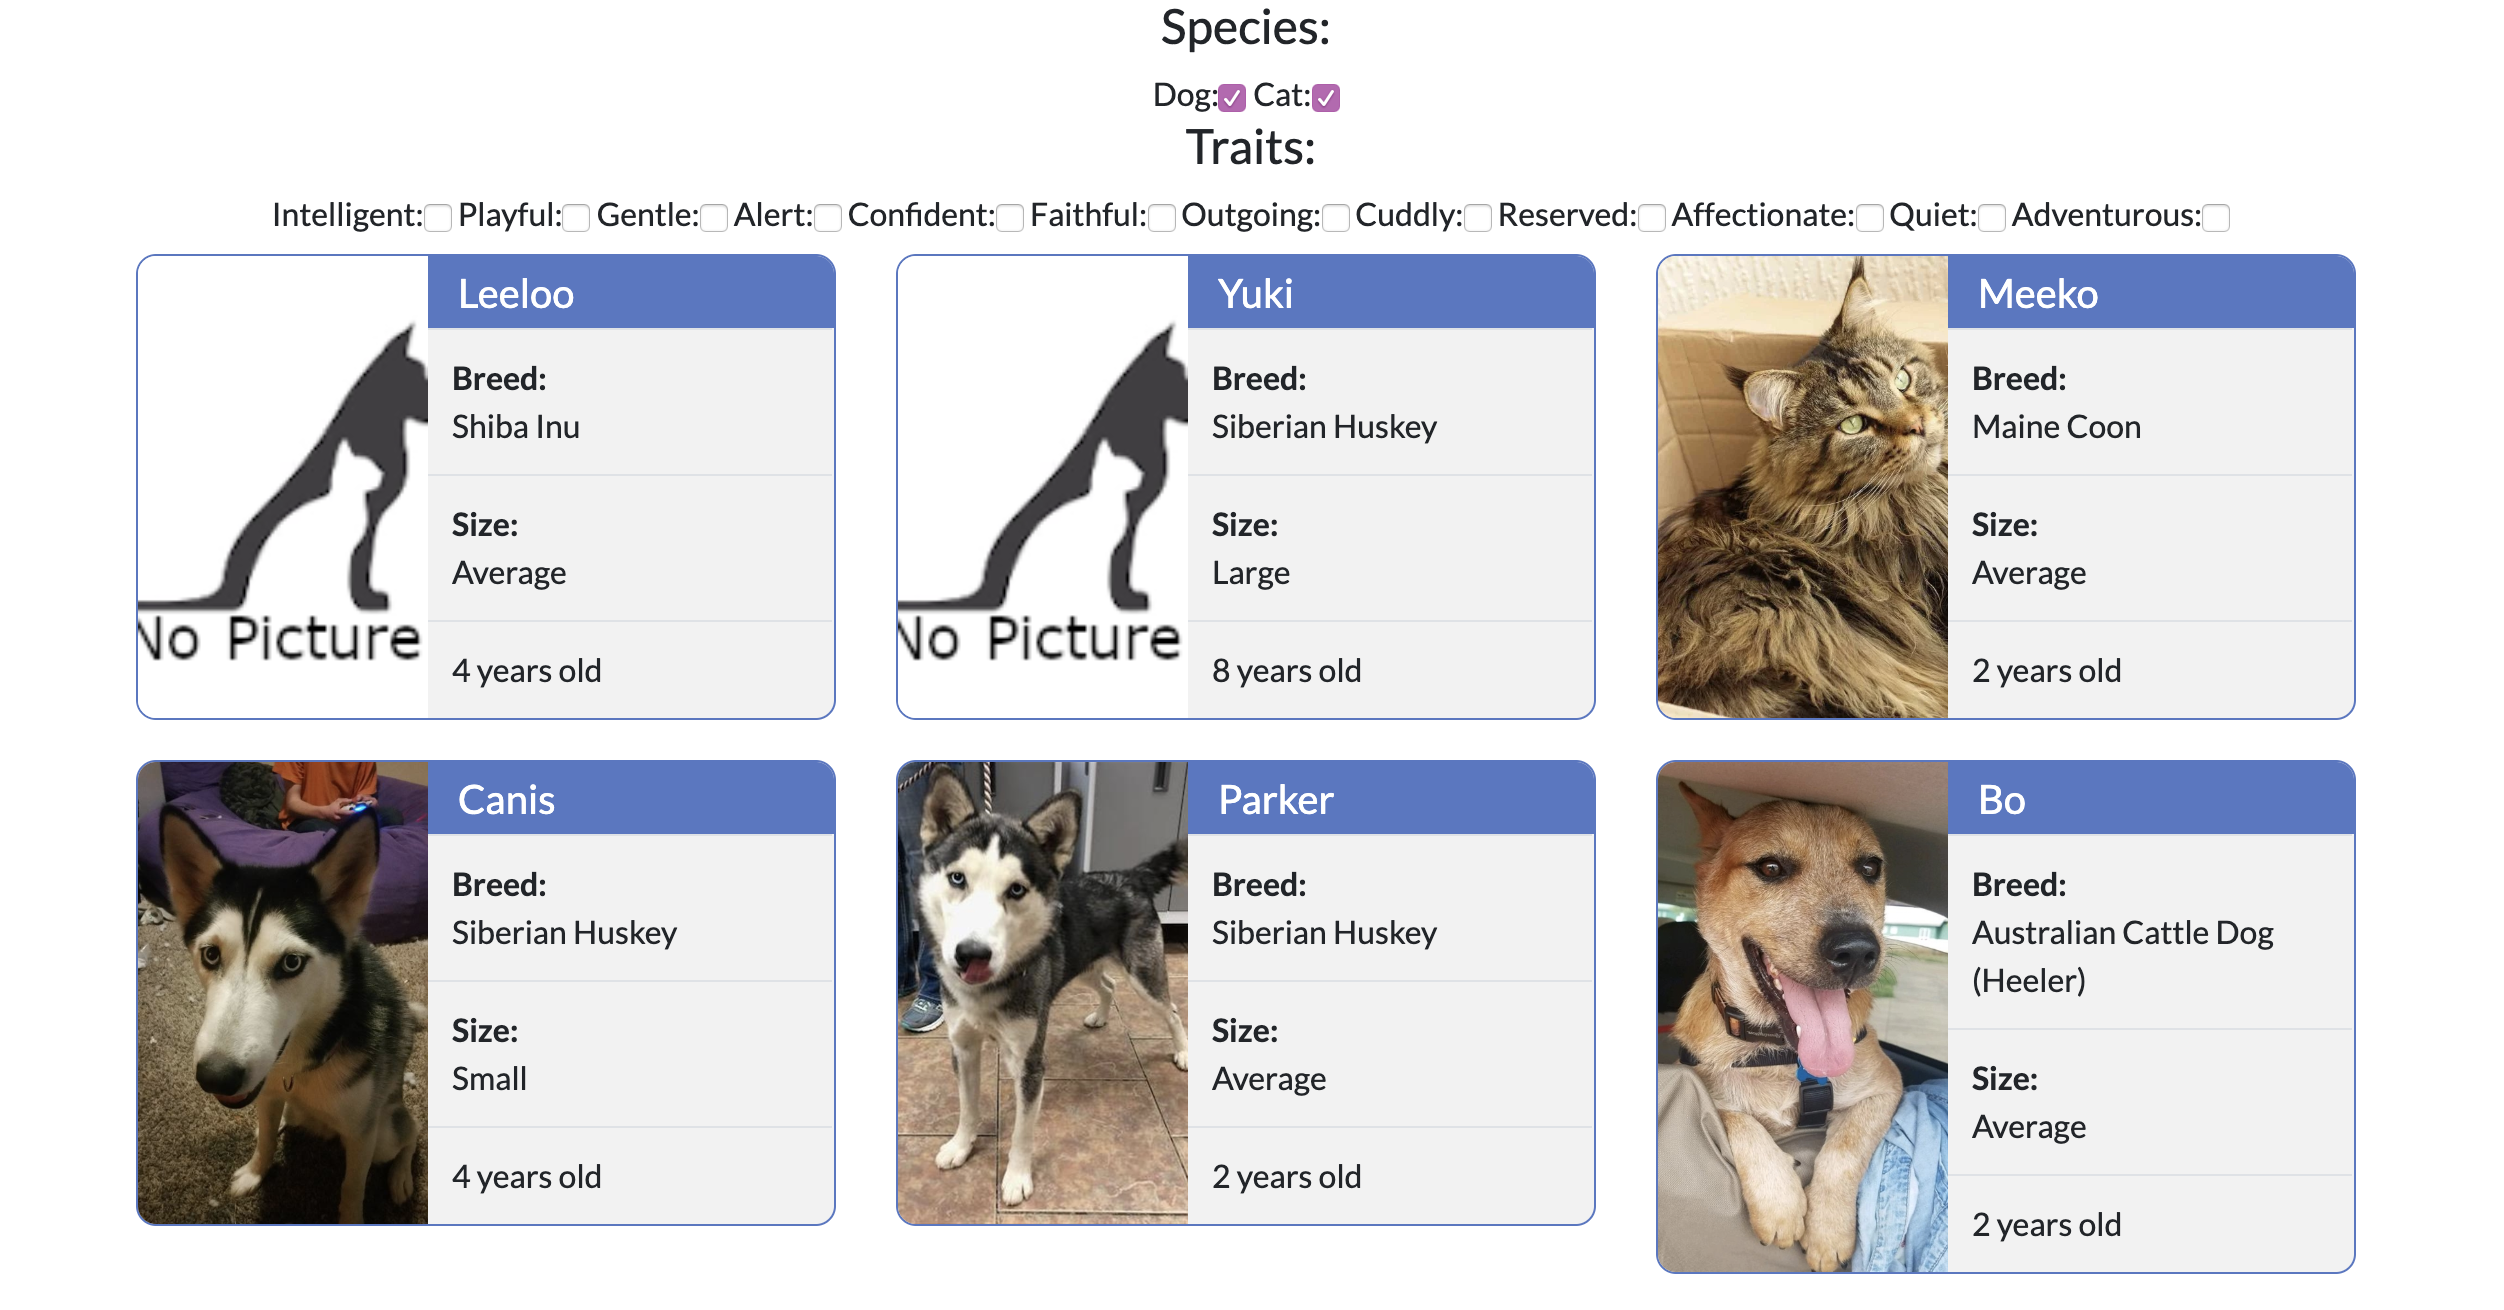 Species:
Dog: Cat:
Traits:
Intelligent: Playful: Gentle: Alert: Confident: Faithful: Outgoing: Cuddly: Reserved: Affectionate: Quiet: Adventurous:
Leeloo
Breed:
Shiba Inu
Size:
Average
4 years old
No Picture
Yuki
Breed:
Siberian Huskey
Size:
Large
8 years old
No Picture
Meeko
Breed:
Maine Coon
Size:
Average
2 years old
Canis
Breed:
Siberian Huskey
Size:
Small
4 years old
Parker
Breed:
Siberian Huskey
Size:
Average
2 years old
Bo
Breed:
Australian Cattle Dog
(Heeler)
Size:
Average
2 years old